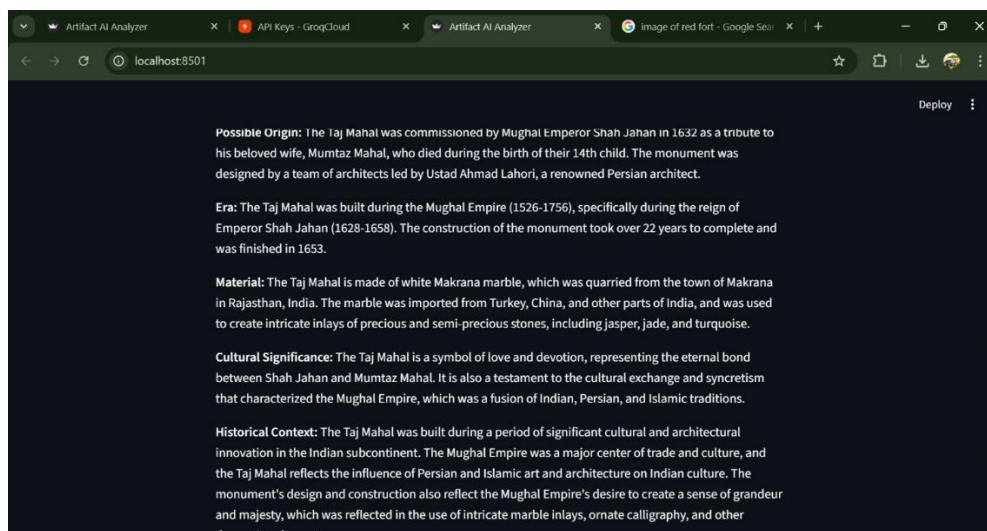 Artifact AI Analyzer
API Keys - GroqCloud
Artifact AI Analyzer
image of red fort - Google Sear
localhost:8501
Deploy
Possible Origin: The Taj Mahal was commissioned by Mughal Emperor Shah Jahan in 1632 as a tribute to
his beloved wife, Mumtaz Mahal, who died during the birth of their 14th child. The monument was
designed by a team of architects led by Ustad Ahmad Lahori, a renowned Persian architect.
Era: The Taj Mahal was built during the Mughal Empire (1526-1756), specifically during the reign of
Emperor Shah Jahan (1628-1658). The construction of the monument took over 22 years to complete and
was finished in 1653.
Material: The Taj Mahal is made of white Makrana marble, which was quarried from the town of Makrana
in Rajasthan, India. The marble was imported from Turkey, China, and other parts of India, and was used
to create intricate inlays of precious and semi-precious stones, including jasper, jade, and turquoise.
Cultural Significance: The Taj Mahal is a symbol of love and devotion, representing the eternal bond
between Shah Jahan and Mumtaz Mahal. It is also a testament to the cultural exchange and syncretism
that characterized the Mughal Empire, which was a fusion of Indian, Persian, and Islamic traditions.
Historical Context: The Taj Mahal was built during a period of significant cultural and architectural
innovation in the Indian subcontinent. The Mughal Empire was a major center of trade and culture, and
the Taj Mahal reflects the influence of Persian and Islamic art and architecture on Indian culture. The
monument's design and construction also reflect the Mughal Empire's desire to create a sense of grandeur
and majesty, which was reflected in the use of intricate marble inlays, ornate calligraphy, and other